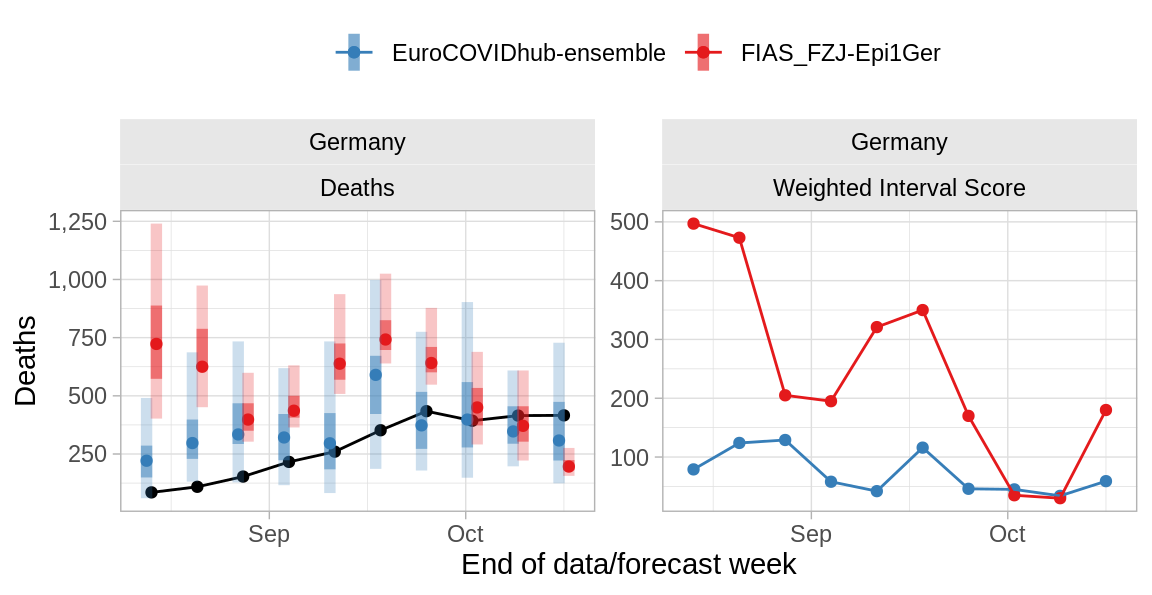 EuroCOVIDhub-ensemble FIAS_FZJ-Epi1Ger
Germany
Deaths
Deaths
1,250
1,000
750
500
250
Sep Oct
Germany
Weighted Interval Score
500
400
300
200
100
Sep Oct
End of data/forecast week